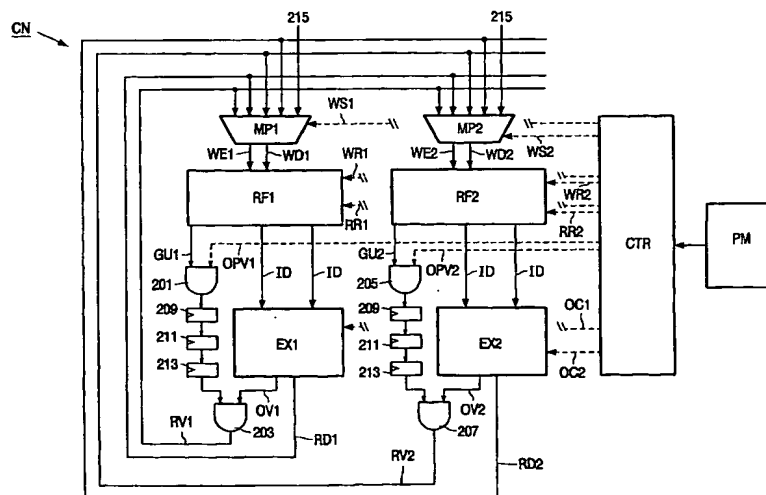 CN
215
215
MP1
WS1
MP2
WS2
WE1
WD1
WR1
WE2
WD2
WR2
RF1
RR1
RF2
RR2
CTR
PM
GU1
OPV1
GU2
OPV2
201
ID
ID
205
ID
ID
209
211
213
EX1
209
211
213
EX2
OC1
OC2
OV1
203
OV2
207
RV1
RD1
RV2
RD2